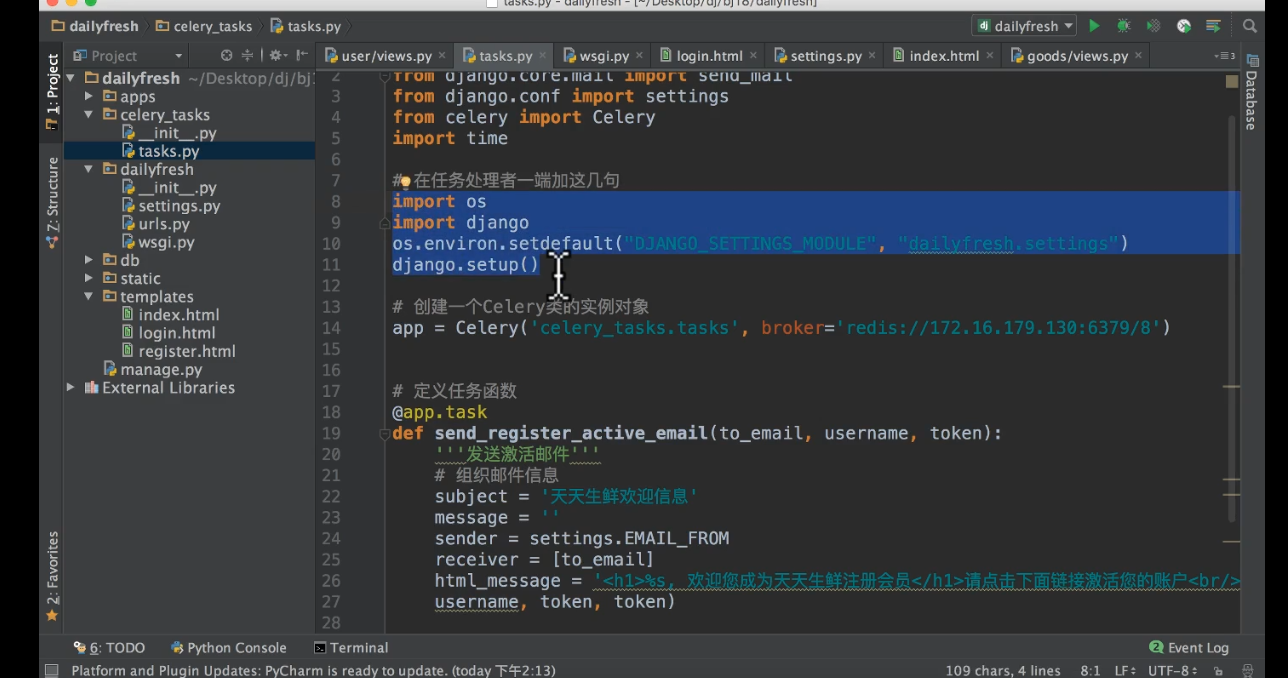 tasks.py - dailyfresh - [~/Desktop/dj/bj18/dailyfresh]
dailyfresh celery_tasks tasks.py dailyfresh
Project
user/views.py tasks.py wsgi.py login.html settings.py index.html goods/views.py
1: Project
Z: Structure
2: Favorites
Database
dailyfresh ~/Desktop/dj/bj
apps
celery_tasks
__init__.py
tasks.py
dailyfresh
__init__.py
settings.py
urls.py
wsgi.py
db
static
templates
index.html
login.html
register.html
manage.py
External Libraries
2 from django.core.mail import send_mail
3 from django.conf import settings
4 from celery import Celery
5 import time
6
7 # 在任务处理者一端加这几句
8 import os
9 import django
10 os.environ.setdefault("DJANGO_SETTINGS_MODULE", "dailyfresh.settings")
11 django.setup()
12
13 # 创建一个Celery类的实例对象
14 app = Celery('celery_tasks.tasks', broker='redis://172.16.179.130:6379/8')
15
16
17 # 定义任务函数
18 @app.task
19 def send_register_active_email(to_email, username, token):
20 '''发送激活邮件'''
21 # 组织邮件信息
22 subject = '天天生鲜欢迎信息'
23 message = ''
24 sender = settings.EMAIL_FROM
25 receiver = [to_email]
26 html_message = '<h1>%s, 欢迎您成为天天生鲜注册会员</h1>请点击下面链接激活您的账户<br/>
27 username, token, token)
28
6: TODO Python Console Terminal 2 Event Log
Platform and Plugin Updates: PyCharm is ready to update. (today 下午2:13) 109 chars, 4 lines 8:1 LF UTF-8